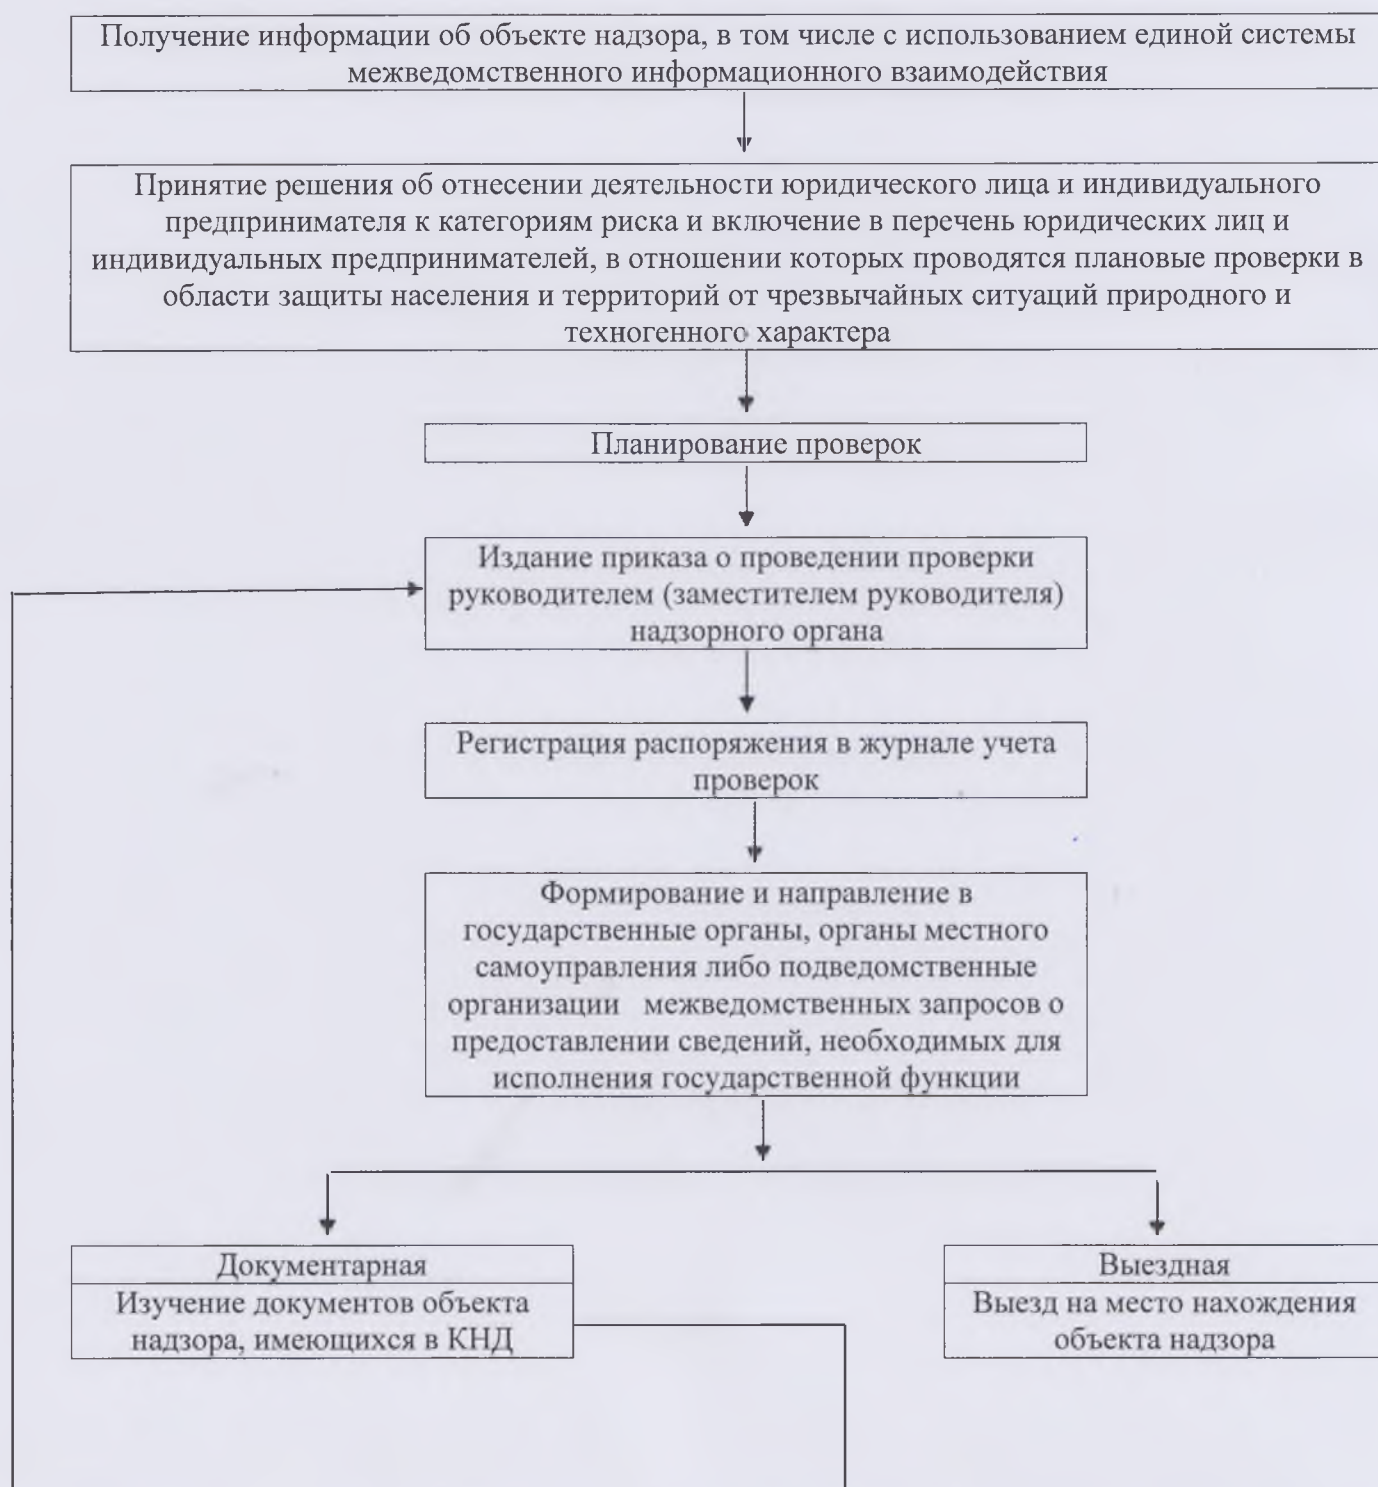 Получение информации об объекте надзора, в том числе с использованием единой системы
межведомственного информационного взаимодействия
Принятие решения об отнесении деятельности юридического лица и индивидуального
предпринимателя к категориям риска и включение в перечень юридических лиц и
индивидуальных предпринимателей, в отношении которых проводятся плановые проверки в
области защиты населения и территорий от чрезвычайных ситуаций природного и
техногенного характера
Планирование проверок
Издание приказа о проведении проверки
руководителем (заместителем руководителя)
надзорного органа
Регистрация распоряжения в журнале учета
проверок
Формирование и направление в
государственные органы, органы местного
самоуправления либо подведомственные
организации межведомственных запросов о
предоставлении сведений, необходимых для
исполнения государственной функции
Документарная
Изучение документов объекта
надзора, имеющихся в КНД
Выездная
Выезд на место нахождения
объекта надзора